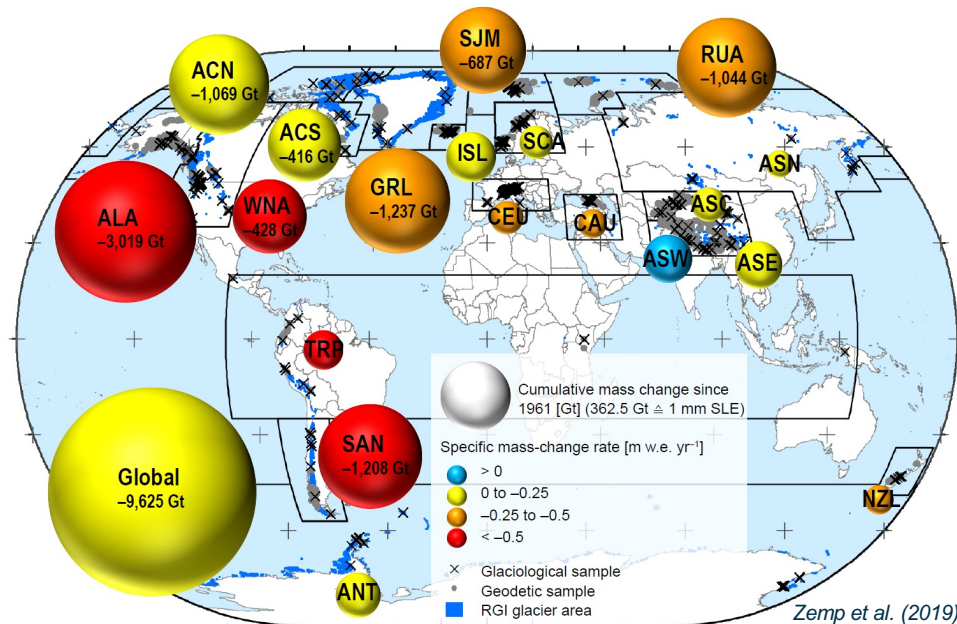 SJM
–687 Gt
RUA
–1,044 Gt
ACN
–1,069 Gt
ACS
–416 Gt
ISL
SCA
ASN
ALA
–3,019 Gt
WNA
–428 Gt
GRL
–1,237 Gt
CEU
CAU
ASC
ASW
ASE
TRP
Cumulative mass change since
1961 [Gt] (362.5 Gt ≙ 1 mm SLE)
Global
–9,625 Gt
SAN
–1,208 Gt
Specific mass-change rate [m w.e. yr⁻¹]
> 0
0 to –0.25
–0.25 to –0.5
< –0.5
NZL
ANT
Glaciological sample
Geodetic sample
RGI glacier area
Zemp et al. (2019)